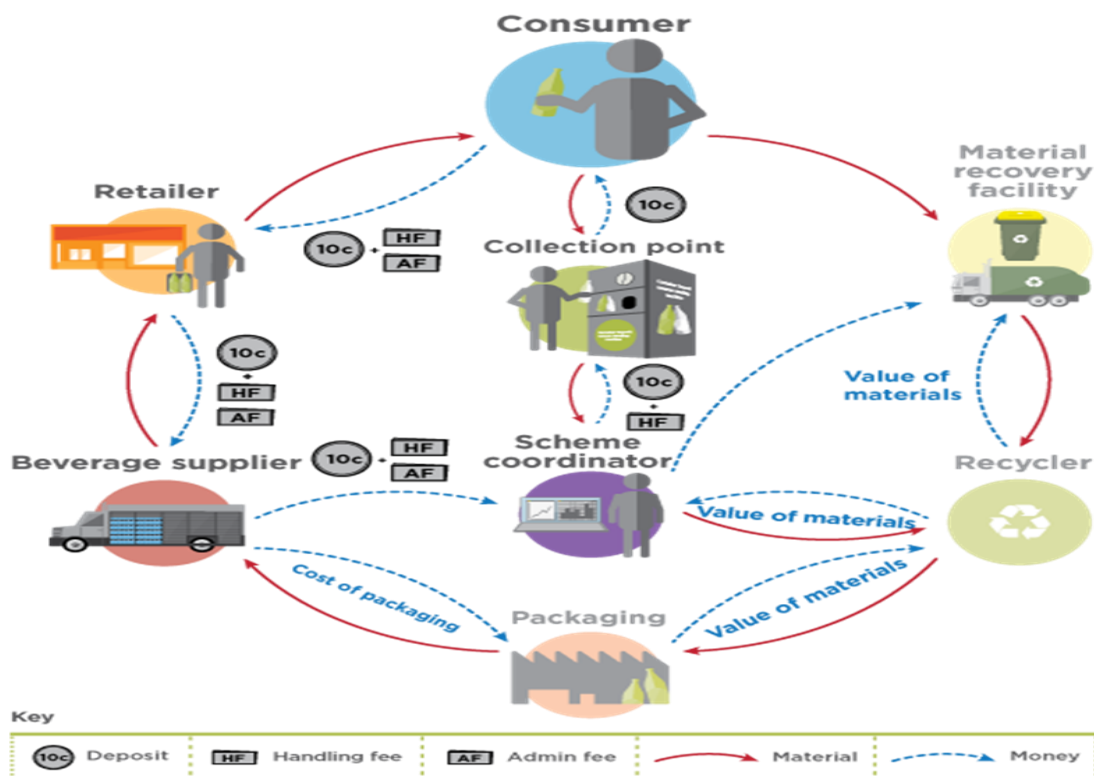 Consumer
Material
recovery
facility
Retailer
10c
Collection point
10c + HF
AF
10c
+
HF
AF
10c
+
HF
Value of
materials
Beverage supplier
10c + HF
AF
Scheme
coordinator
Recycler
Value of materials
Cost of packaging
Value of materials
Packaging
Key
10c Deposit
HF Handling fee
AF Admin fee
Material
Money